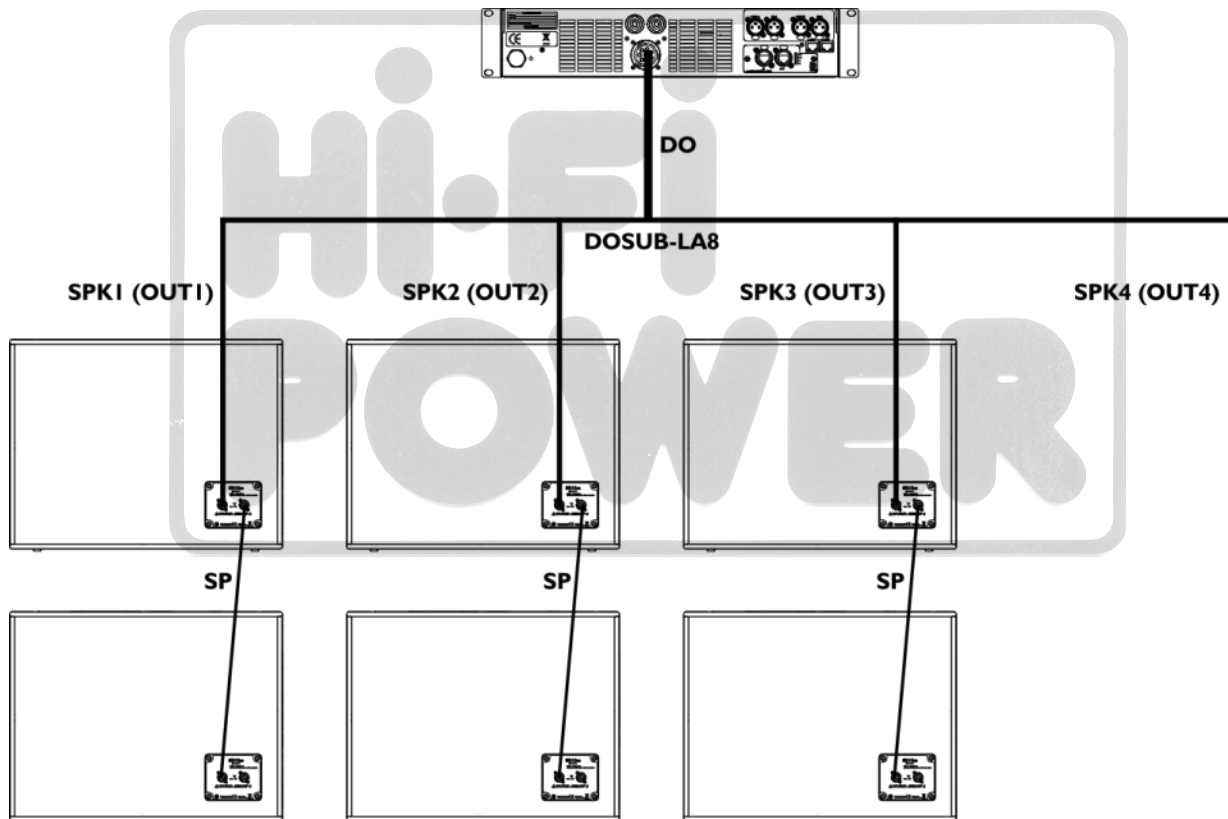 Hi-Fi
POWER
DO
DOSUB-LA8
SPK1 (OUT1)
SPK2 (OUT2)
SPK3 (OUT3)
SPK4 (OUT4)
SP
SP
SP